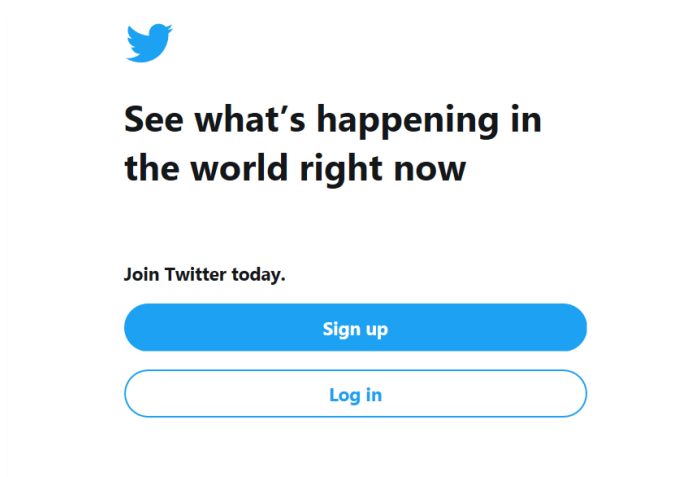 See what’s happening in
the world right now
Join Twitter today.
Sign up
Log in